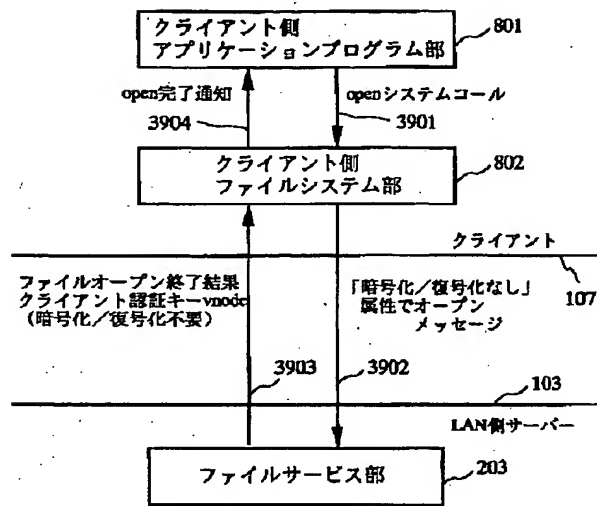 クライアント側
アプリケーションプログラム部
801
open完了通知
openシステムコール
3904
3901
クライアント側
ファイルシステム部
802
クライアント
107
ファイルオープン終了結果
クライアント認証キーvnode
(暗号化/復号化不要)
「暗号化/復号化なし」
属性でオープン
メッセージ
3903
3902
103
LAN側サーバー
ファイルサービス部
203